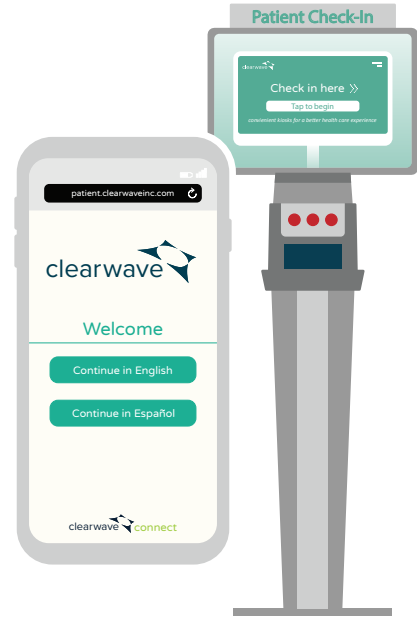 Patient Check-In
clearwave
Check in here »
Tap to begin
convenient kiosks for a better health care experience
patient.clearwaveinc.com
clearwave
Welcome
Continue in English
Continue in Español
clearwave connect